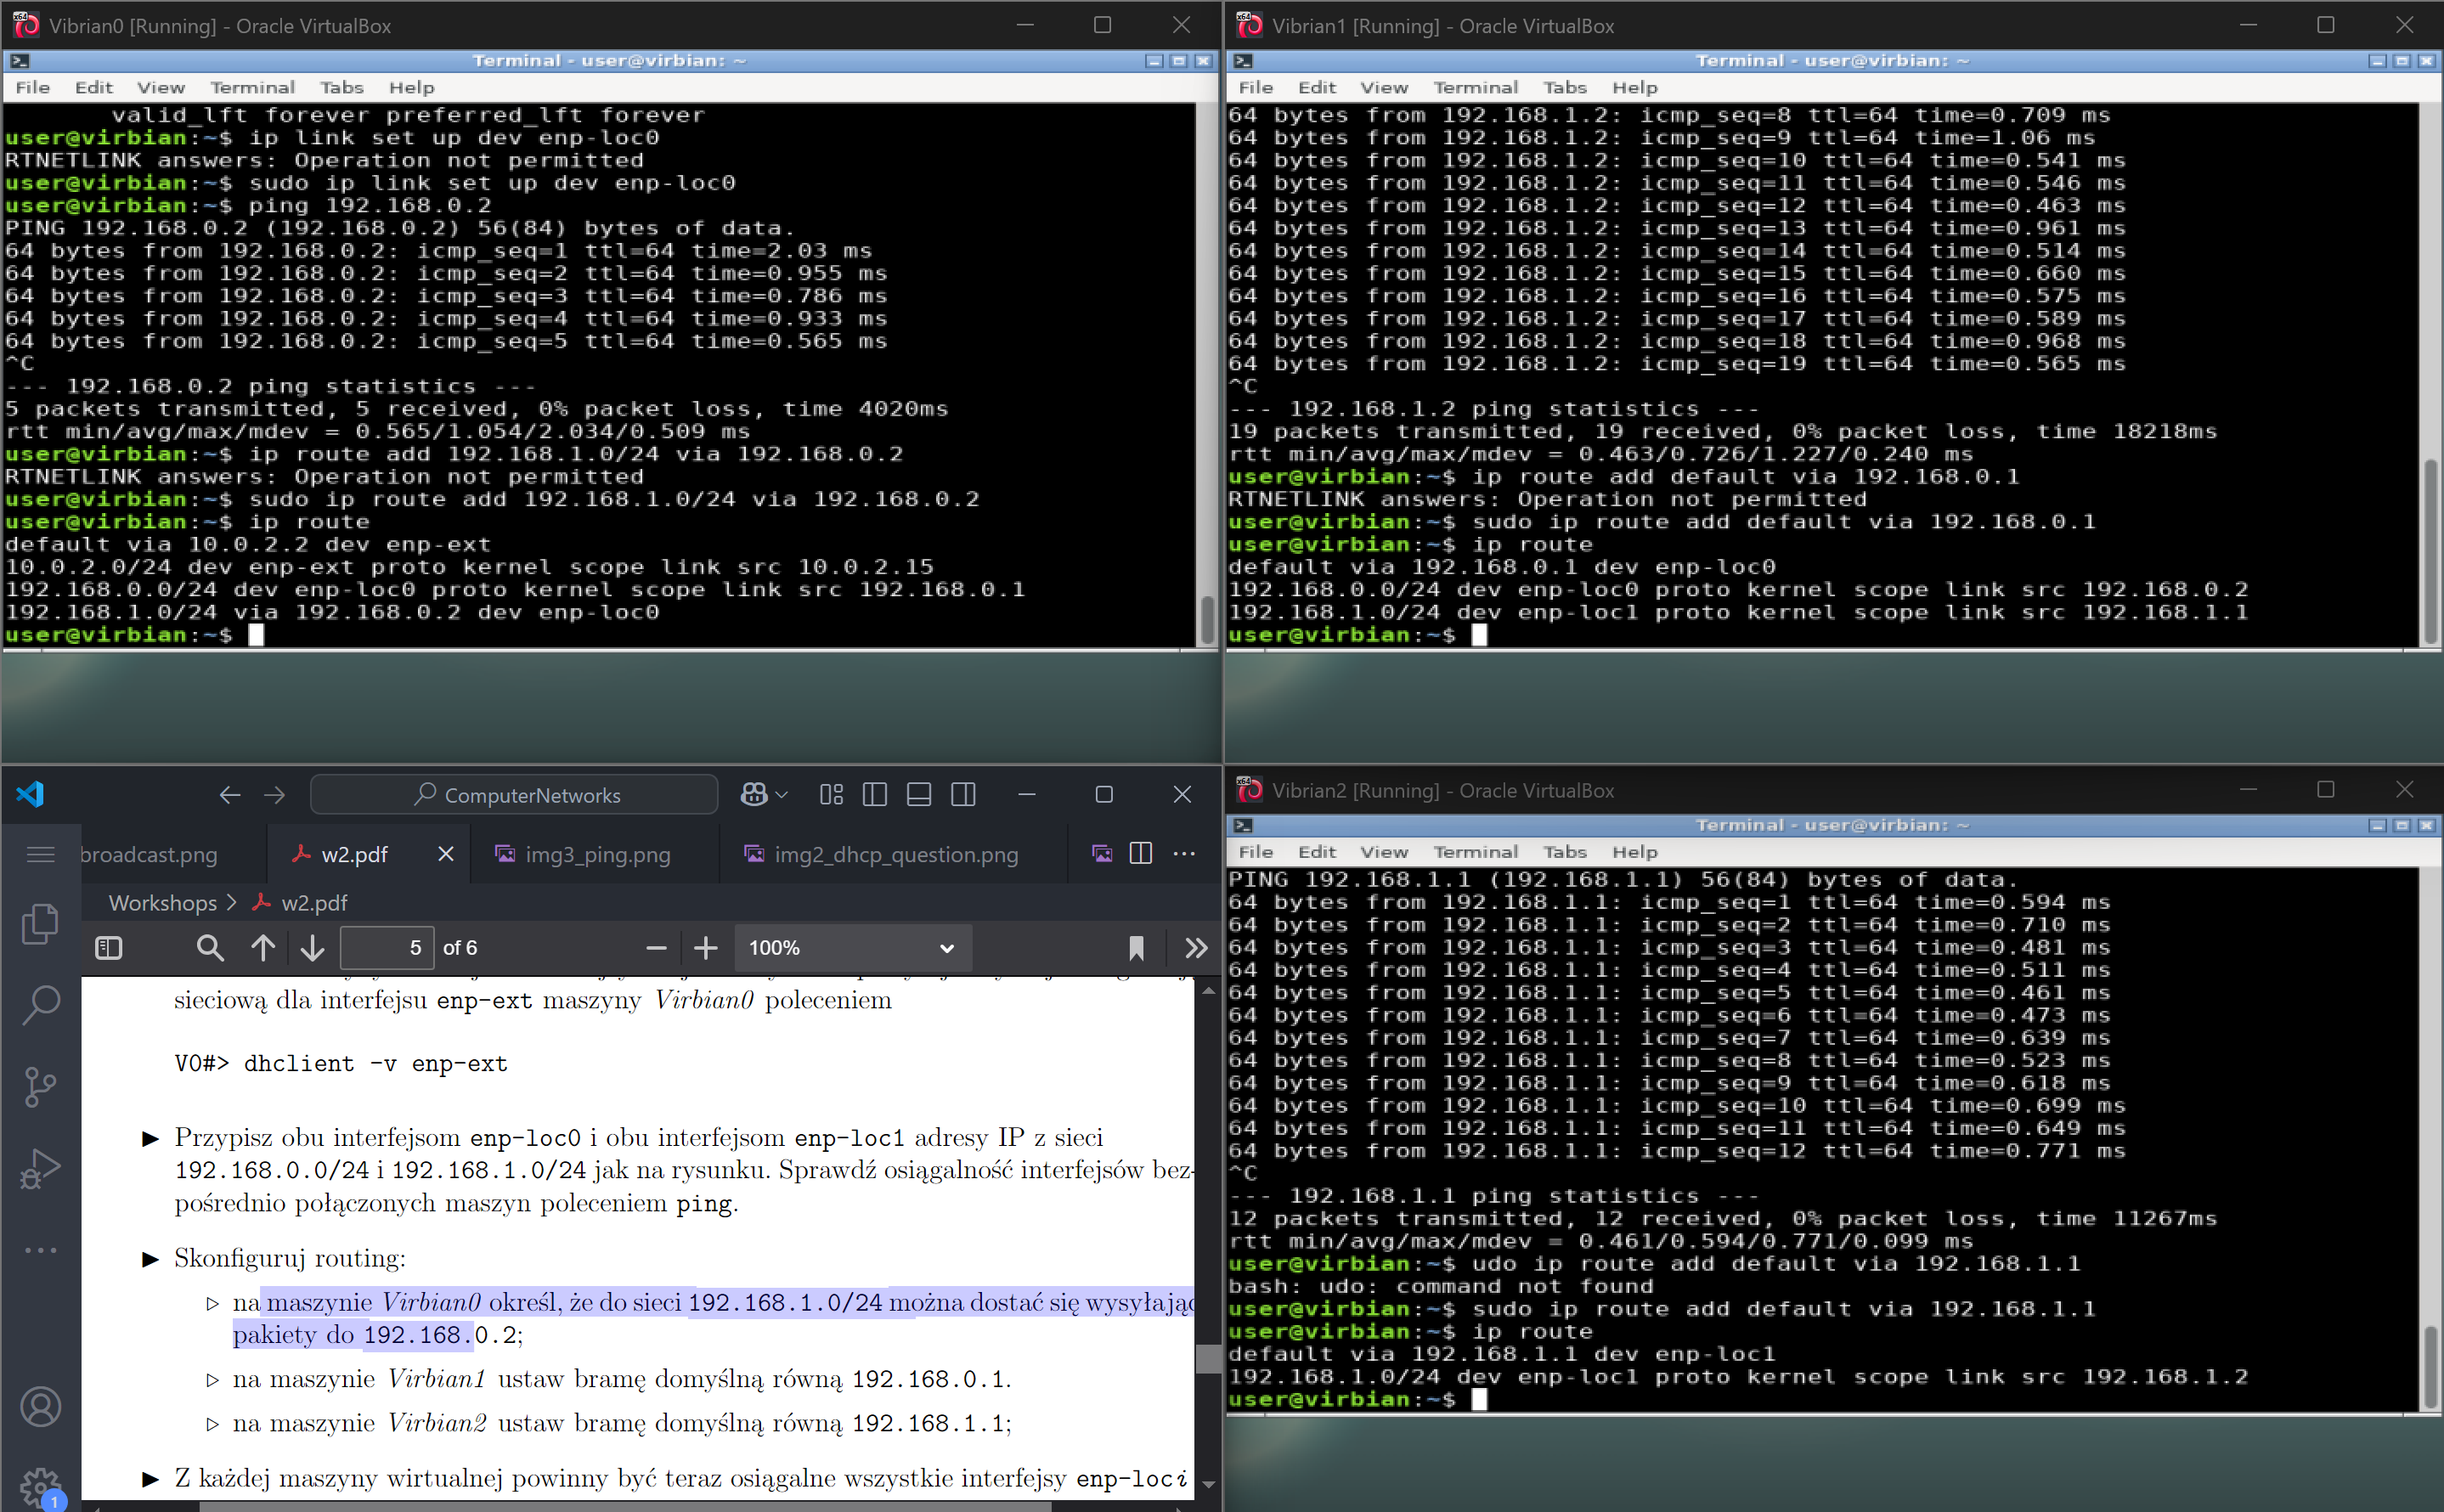 Vibrian0 [Running] - Oracle VirtualBox
Terminal - user@virbian: ~
File Edit View Terminal Tabs Help
valid_lft forever preferred_lft forever
user@virbian:~$ ip link set up dev enp-loc0
RTNETLINK answers: Operation not permitted
user@virbian:~$ sudo ip link set up dev enp-loc0
user@virbian:~$ ping 192.168.0.2
PING 192.168.0.2 (192.168.0.2) 56(84) bytes of data.
64 bytes from 192.168.0.2: icmp_seq=1 ttl=64 time=2.03 ms
64 bytes from 192.168.0.2: icmp_seq=2 ttl=64 time=0.955 ms
64 bytes from 192.168.0.2: icmp_seq=3 ttl=64 time=0.786 ms
64 bytes from 192.168.0.2: icmp_seq=4 ttl=64 time=0.933 ms
64 bytes from 192.168.0.2: icmp_seq=5 ttl=64 time=0.565 ms
^C
--- 192.168.0.2 ping statistics ---
5 packets transmitted, 5 received, 0% packet loss, time 4020ms
rtt min/avg/max/mdev = 0.565/1.054/2.034/0.509 ms
user@virbian:~$ ip route add 192.168.1.0/24 via 192.168.0.2
RTNETLINK answers: Operation not permitted
user@virbian:~$ sudo ip route add 192.168.1.0/24 via 192.168.0.2
user@virbian:~$ ip route
default via 10.0.2.2 dev enp-ext
10.0.2.0/24 dev enp-ext proto kernel scope link src 10.0.2.15
192.168.0.0/24 dev enp-loc0 proto kernel scope link src 192.168.0.1
192.168.1.0/24 via 192.168.0.2 dev enp-loc0
user@virbian:~$
Vibrian1 [Running] - Oracle VirtualBox
Terminal - user@virbian: ~
File Edit View Terminal Tabs Help
64 bytes from 192.168.1.2: icmp_seq=8 ttl=64 time=0.709 ms
64 bytes from 192.168.1.2: icmp_seq=9 ttl=64 time=1.06 ms
64 bytes from 192.168.1.2: icmp_seq=10 ttl=64 time=0.541 ms
64 bytes from 192.168.1.2: icmp_seq=11 ttl=64 time=0.546 ms
64 bytes from 192.168.1.2: icmp_seq=12 ttl=64 time=0.463 ms
64 bytes from 192.168.1.2: icmp_seq=13 ttl=64 time=0.961 ms
64 bytes from 192.168.1.2: icmp_seq=14 ttl=64 time=0.514 ms
64 bytes from 192.168.1.2: icmp_seq=15 ttl=64 time=0.660 ms
64 bytes from 192.168.1.2: icmp_seq=16 ttl=64 time=0.575 ms
64 bytes from 192.168.1.2: icmp_seq=17 ttl=64 time=0.589 ms
64 bytes from 192.168.1.2: icmp_seq=18 ttl=64 time=0.968 ms
64 bytes from 192.168.1.2: icmp_seq=19 ttl=64 time=0.565 ms
^C
--- 192.168.1.2 ping statistics ---
19 packets transmitted, 19 received, 0% packet loss, time 18218ms
rtt min/avg/max/mdev = 0.463/0.726/1.227/0.240 ms
user@virbian:~$ ip route add default via 192.168.0.1
RTNETLINK answers: Operation not permitted
user@virbian:~$ sudo ip route add default via 192.168.0.1
user@virbian:~$ ip route
default via 192.168.0.1 dev enp-loc0
192.168.0.0/24 dev enp-loc0 proto kernel scope link src 192.168.0.2
192.168.1.0/24 dev enp-loc1 proto kernel scope link src 192.168.1.1
user@virbian:~$
ComputerNetworks
broadcast.png w2.pdf img3_ping.png img2_dhcp_question.png
Workshops > w2.pdf
5 of 6 100%
sieciową dla interfejsu enp-ext maszyny Virbian0 poleceniem
V0#> dhclient -v enp-ext
► Przypisz obu interfejsom enp-loc0 i obu interfejsom enp-loc1 adresy IP z sieci
192.168.0.0/24 i 192.168.1.0/24 jak na rysunku. Sprawdź osiągalność interfejsów bez-
pośrednio połączonych maszyn poleceniem ping.
► Skonfiguruj routing:
▷ na maszynie Virbian0 określ, że do sieci 192.168.1.0/24 można dostać się wysyłając
pakiety do 192.168.0.2;
▷ na maszynie Virbian1 ustaw bramę domyślną równą 192.168.0.1.
▷ na maszynie Virbian2 ustaw bramę domyślną równą 192.168.1.1;
► Z każdej maszyny wirtualnej powinny być teraz osiągalne wszystkie interfejsy enp-loci
1
Vibrian2 [Running] - Oracle VirtualBox
Terminal - user@virbian: ~
File Edit View Terminal Tabs Help
PING 192.168.1.1 (192.168.1.1) 56(84) bytes of data.
64 bytes from 192.168.1.1: icmp_seq=1 ttl=64 time=0.594 ms
64 bytes from 192.168.1.1: icmp_seq=2 ttl=64 time=0.710 ms
64 bytes from 192.168.1.1: icmp_seq=3 ttl=64 time=0.481 ms
64 bytes from 192.168.1.1: icmp_seq=4 ttl=64 time=0.511 ms
64 bytes from 192.168.1.1: icmp_seq=5 ttl=64 time=0.461 ms
64 bytes from 192.168.1.1: icmp_seq=6 ttl=64 time=0.473 ms
64 bytes from 192.168.1.1: icmp_seq=7 ttl=64 time=0.639 ms
64 bytes from 192.168.1.1: icmp_seq=8 ttl=64 time=0.523 ms
64 bytes from 192.168.1.1: icmp_seq=9 ttl=64 time=0.618 ms
64 bytes from 192.168.1.1: icmp_seq=10 ttl=64 time=0.699 ms
64 bytes from 192.168.1.1: icmp_seq=11 ttl=64 time=0.649 ms
64 bytes from 192.168.1.1: icmp_seq=12 ttl=64 time=0.771 ms
^C
--- 192.168.1.1 ping statistics ---
12 packets transmitted, 12 received, 0% packet loss, time 11267ms
rtt min/avg/max/mdev = 0.461/0.594/0.771/0.099 ms
user@virbian:~$ udo ip route add default via 192.168.1.1
bash: udo: command not found
user@virbian:~$ sudo ip route add default via 192.168.1.1
user@virbian:~$ ip route
default via 192.168.1.1 dev enp-loc1
192.168.1.0/24 dev enp-loc1 proto kernel scope link src 192.168.1.2
user@virbian:~$